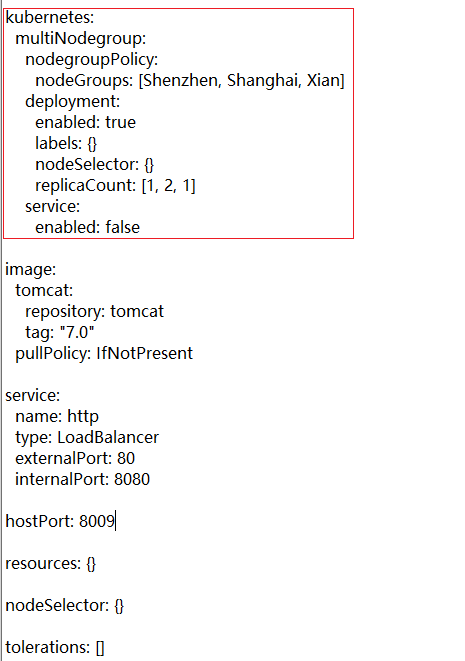 kubernetes:
  multiNodegroup:
    nodegroupPolicy:
      nodeGroups: [Shenzhen, Shanghai, Xian]
    deployment:
      enabled: true
      labels: {}
      nodeSelector: {}
      replicaCount: [1, 2, 1]
    service:
      enabled: false
image:
  tomcat:
    repository: tomcat
    tag: "7.0"
  pullPolicy: IfNotPresent
service:
  name: http
  type: LoadBalancer
  externalPort: 80
  internalPort: 8080
hostPort: 8009
resources: {}
nodeSelector: {}
tolerations: []